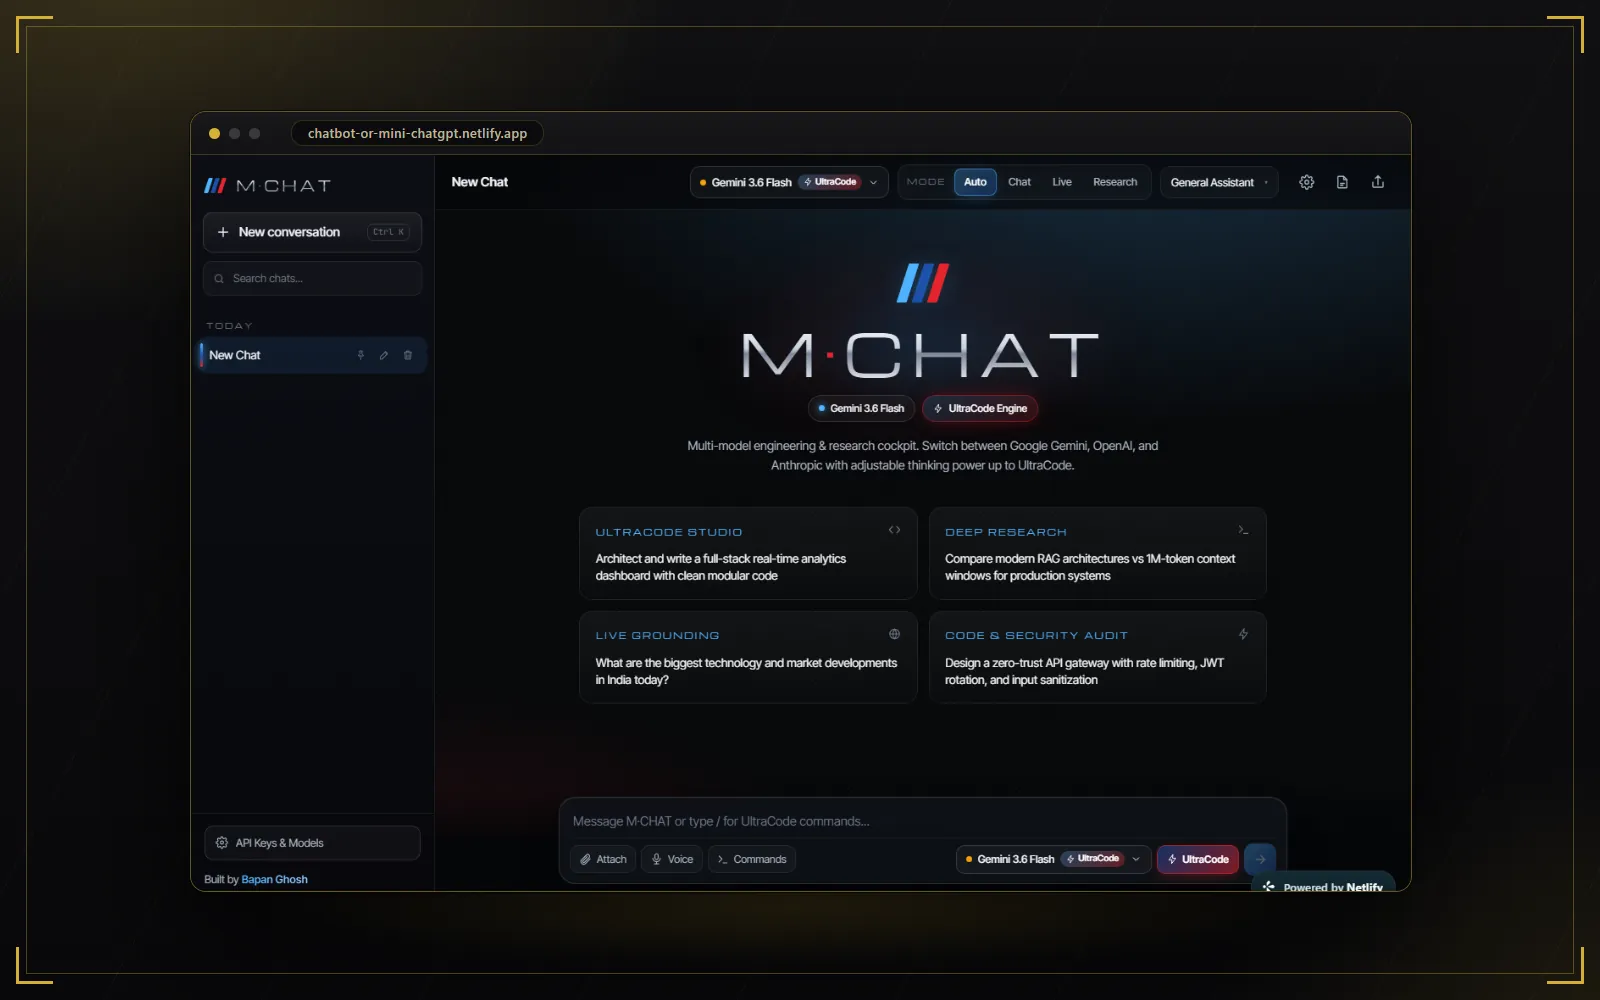 chatbot-or-mini-chatgpt.netlify.app
M·CHAT
New conversation
Ctrl K
Search chats...
TODAY
New Chat
API Keys & Models
Built by Bapan Ghosh
New Chat
Gemini 3.6 Flash
UltraCode
MODE
Auto
Chat
Live
Research
General Assistant
M·CHAT
Gemini 3.6 Flash
UltraCode Engine
Multi-model engineering & research cockpit. Switch between Google Gemini, OpenAI, and
Anthropic with adjustable thinking power up to UltraCode.
ULTRACODE STUDIO
Architect and write a full-stack real-time analytics
dashboard with clean modular code
DEEP RESEARCH
Compare modern RAG architectures vs 1M-token context
windows for production systems
LIVE GROUNDING
What are the biggest technology and market developments
in India today?
CODE & SECURITY AUDIT
Design a zero-trust API gateway with rate limiting, JWT
rotation, and input sanitization
Message M·CHAT or type / for UltraCode commands...
Attach
Voice
Commands
Gemini 3.6 Flash
UltraCode
UltraCode
Powered by Netlify